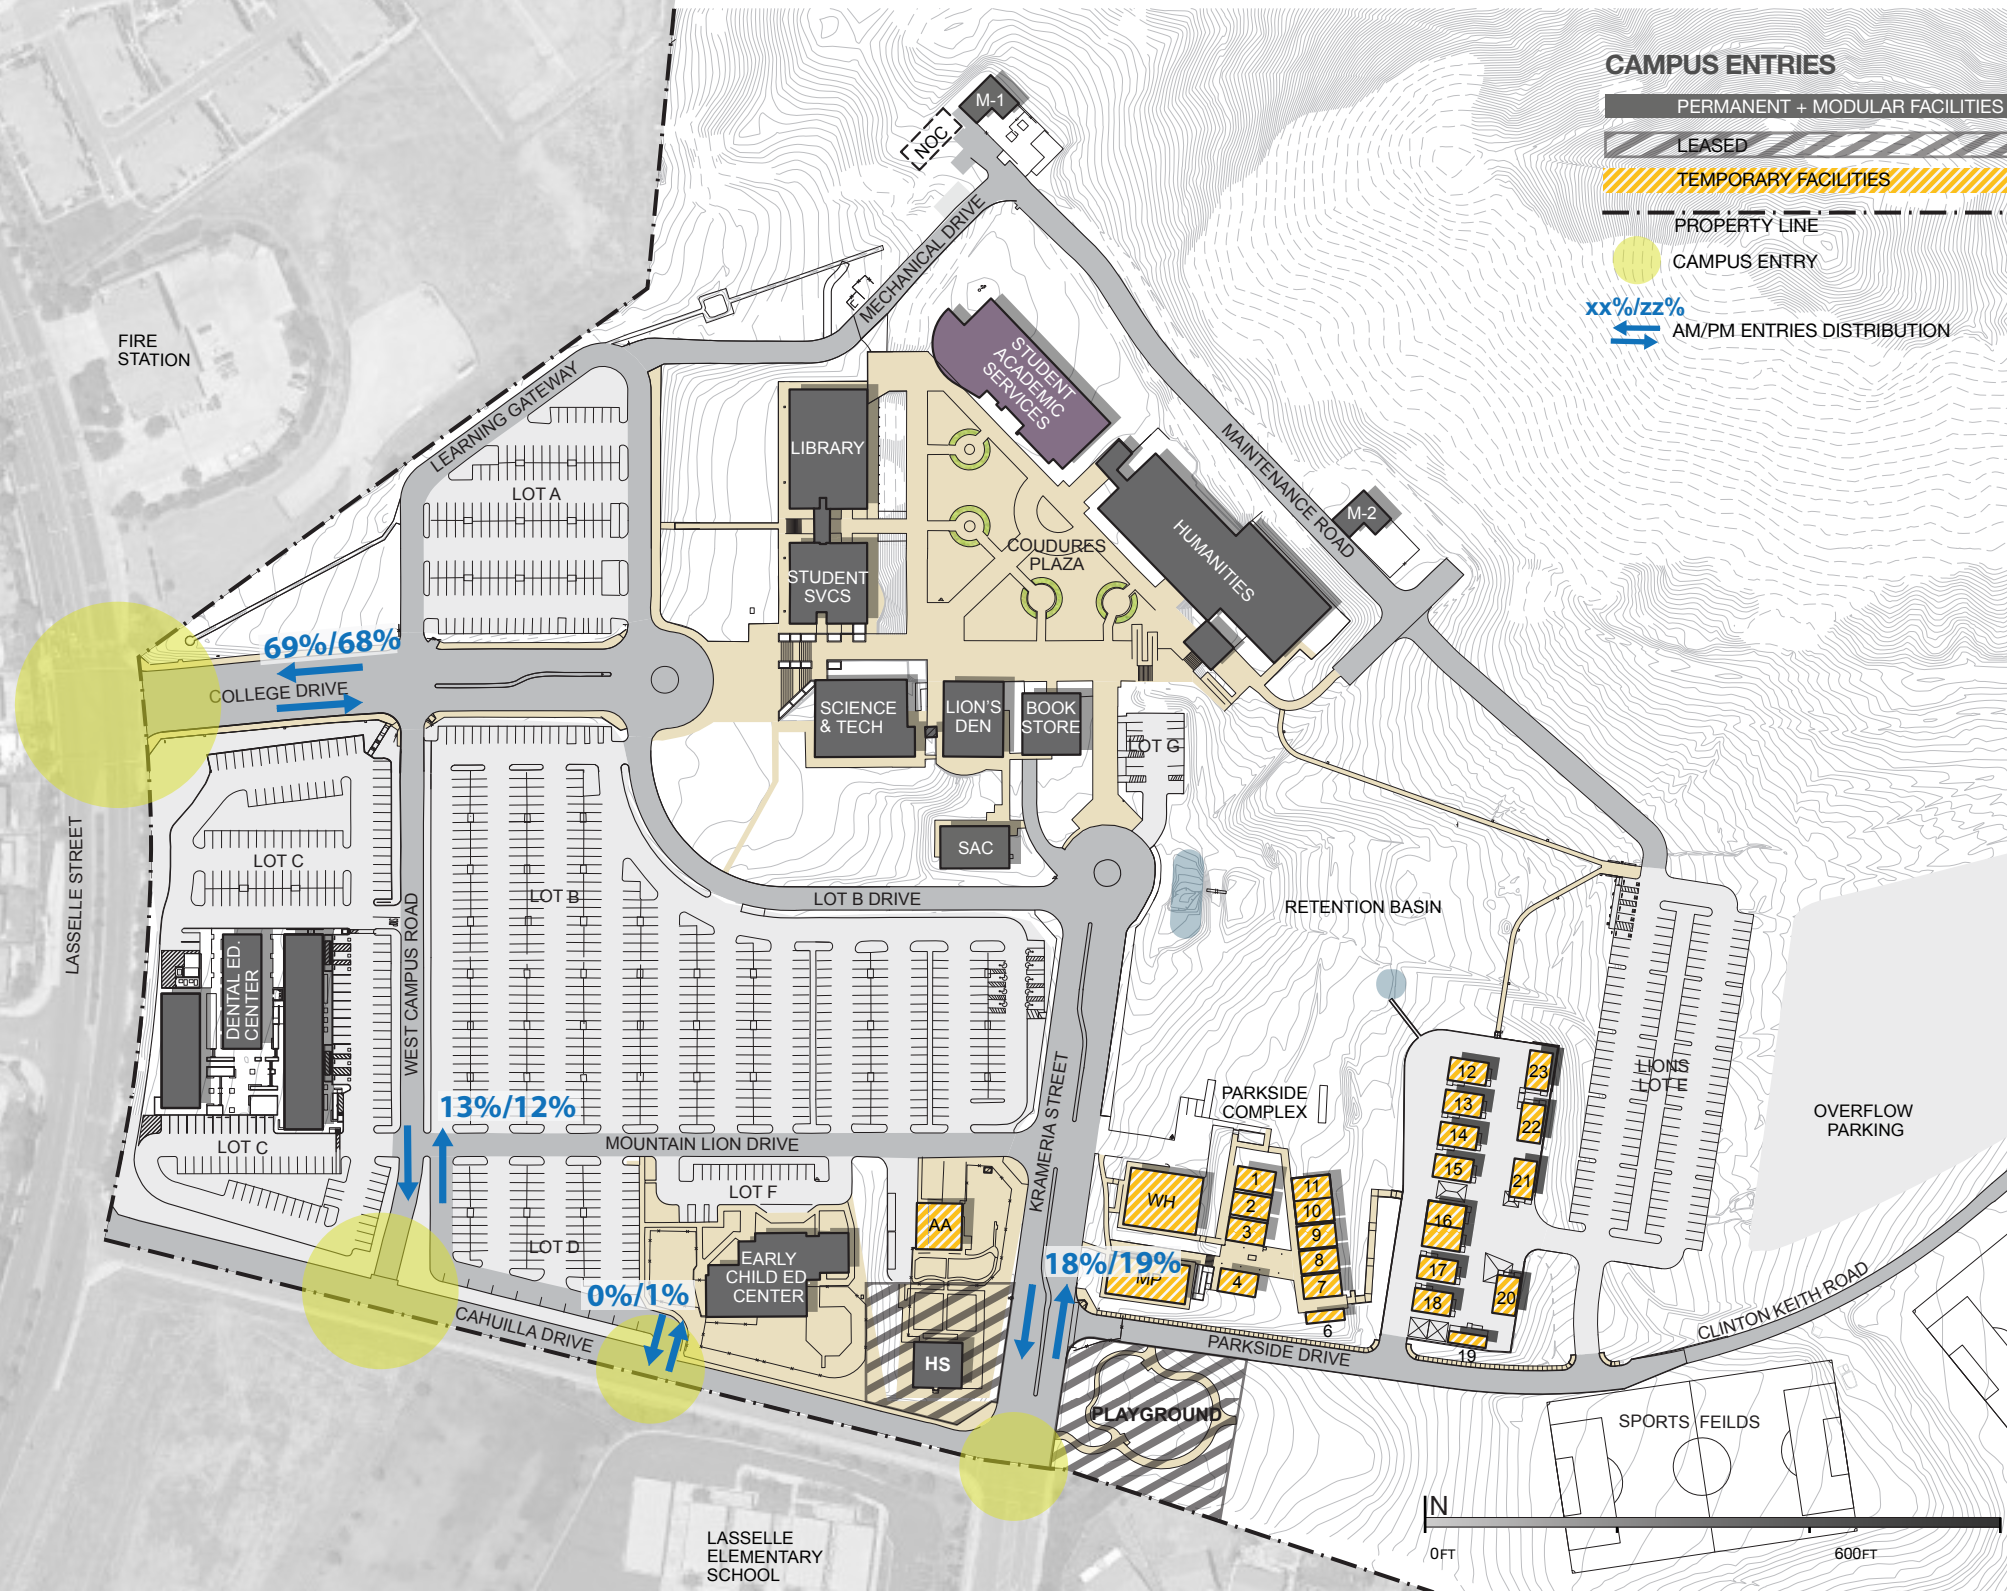 CAMPUS ENTRIES
PERMANENT + MODULAR FACILITIES
LEASED
TEMPORARY FACILITIES
PROPERTY LINE
CAMPUS ENTRY
xx%/zz%
AM/PM ENTRIES DISTRIBUTION
M-1
NOC
MECHANICAL DRIVE
FIRE
STATION
LEARNING GATEWAY
LOT A
LIBRARY
STUDENT
ACADEMIC
SERVICES
MAINTENANCE ROAD
M-2
HUMANITIES
COUDURES
PLAZA
STUDENT
SVCS
69%/68%
COLLEGE DRIVE
SCIENCE
& TECH
LION'S
DEN
BOOK
STORE
LOT G
SAC
LASSELLE STREET
LOT C
LOT B
LOT B DRIVE
RETENTION BASIN
WEST CAMPUS ROAD
DENTAL ED.
CENTER
LIONS
LOT E
OVERFLOW
PARKING
13%/12%
MOUNTAIN LION DRIVE
KRAMERIA STREET
PARKSIDE
COMPLEX
LOT C
LOT F
LOT D
AA
WH
MP
1
2
3
4
11
10
9
8
7
6
12
13
14
15
16
17
18
19
20
21
22
23
EARLY
CHILD ED
CENTER
0%/1%
18%/19%
CAHUILLA DRIVE
HS
PLAYGROUND
PARKSIDE DRIVE
CLINTON KEITH ROAD
SPORTS FEILDS
LASSELLE
ELEMENTARY
SCHOOL
N
0FT
600FT